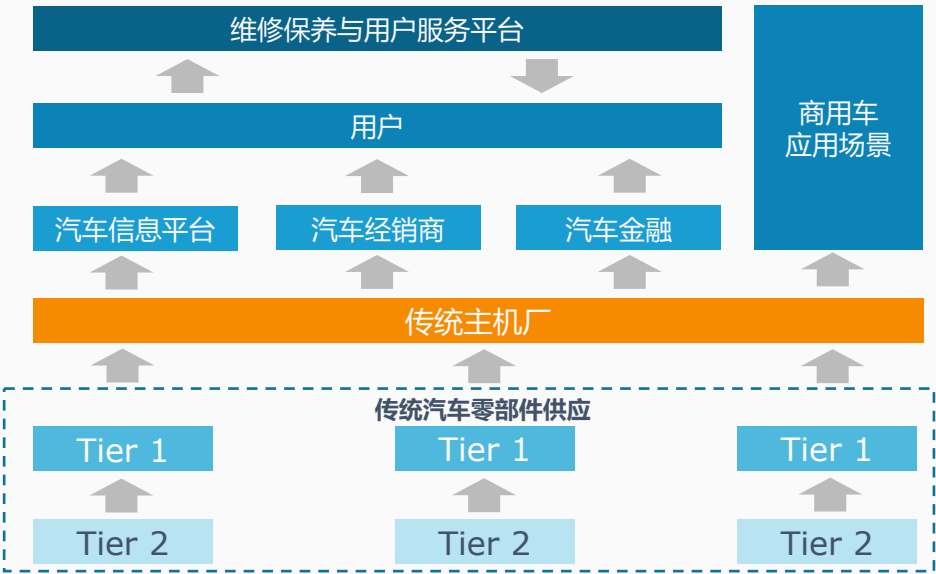 维修保养与用户服务平台
用户
商用车
应用场景
汽车信息平台
汽车经销商
汽车金融
传统主机厂
传统汽车零部件供应
Tier 1
Tier 1
Tier 1
Tier 2
Tier 2
Tier 2